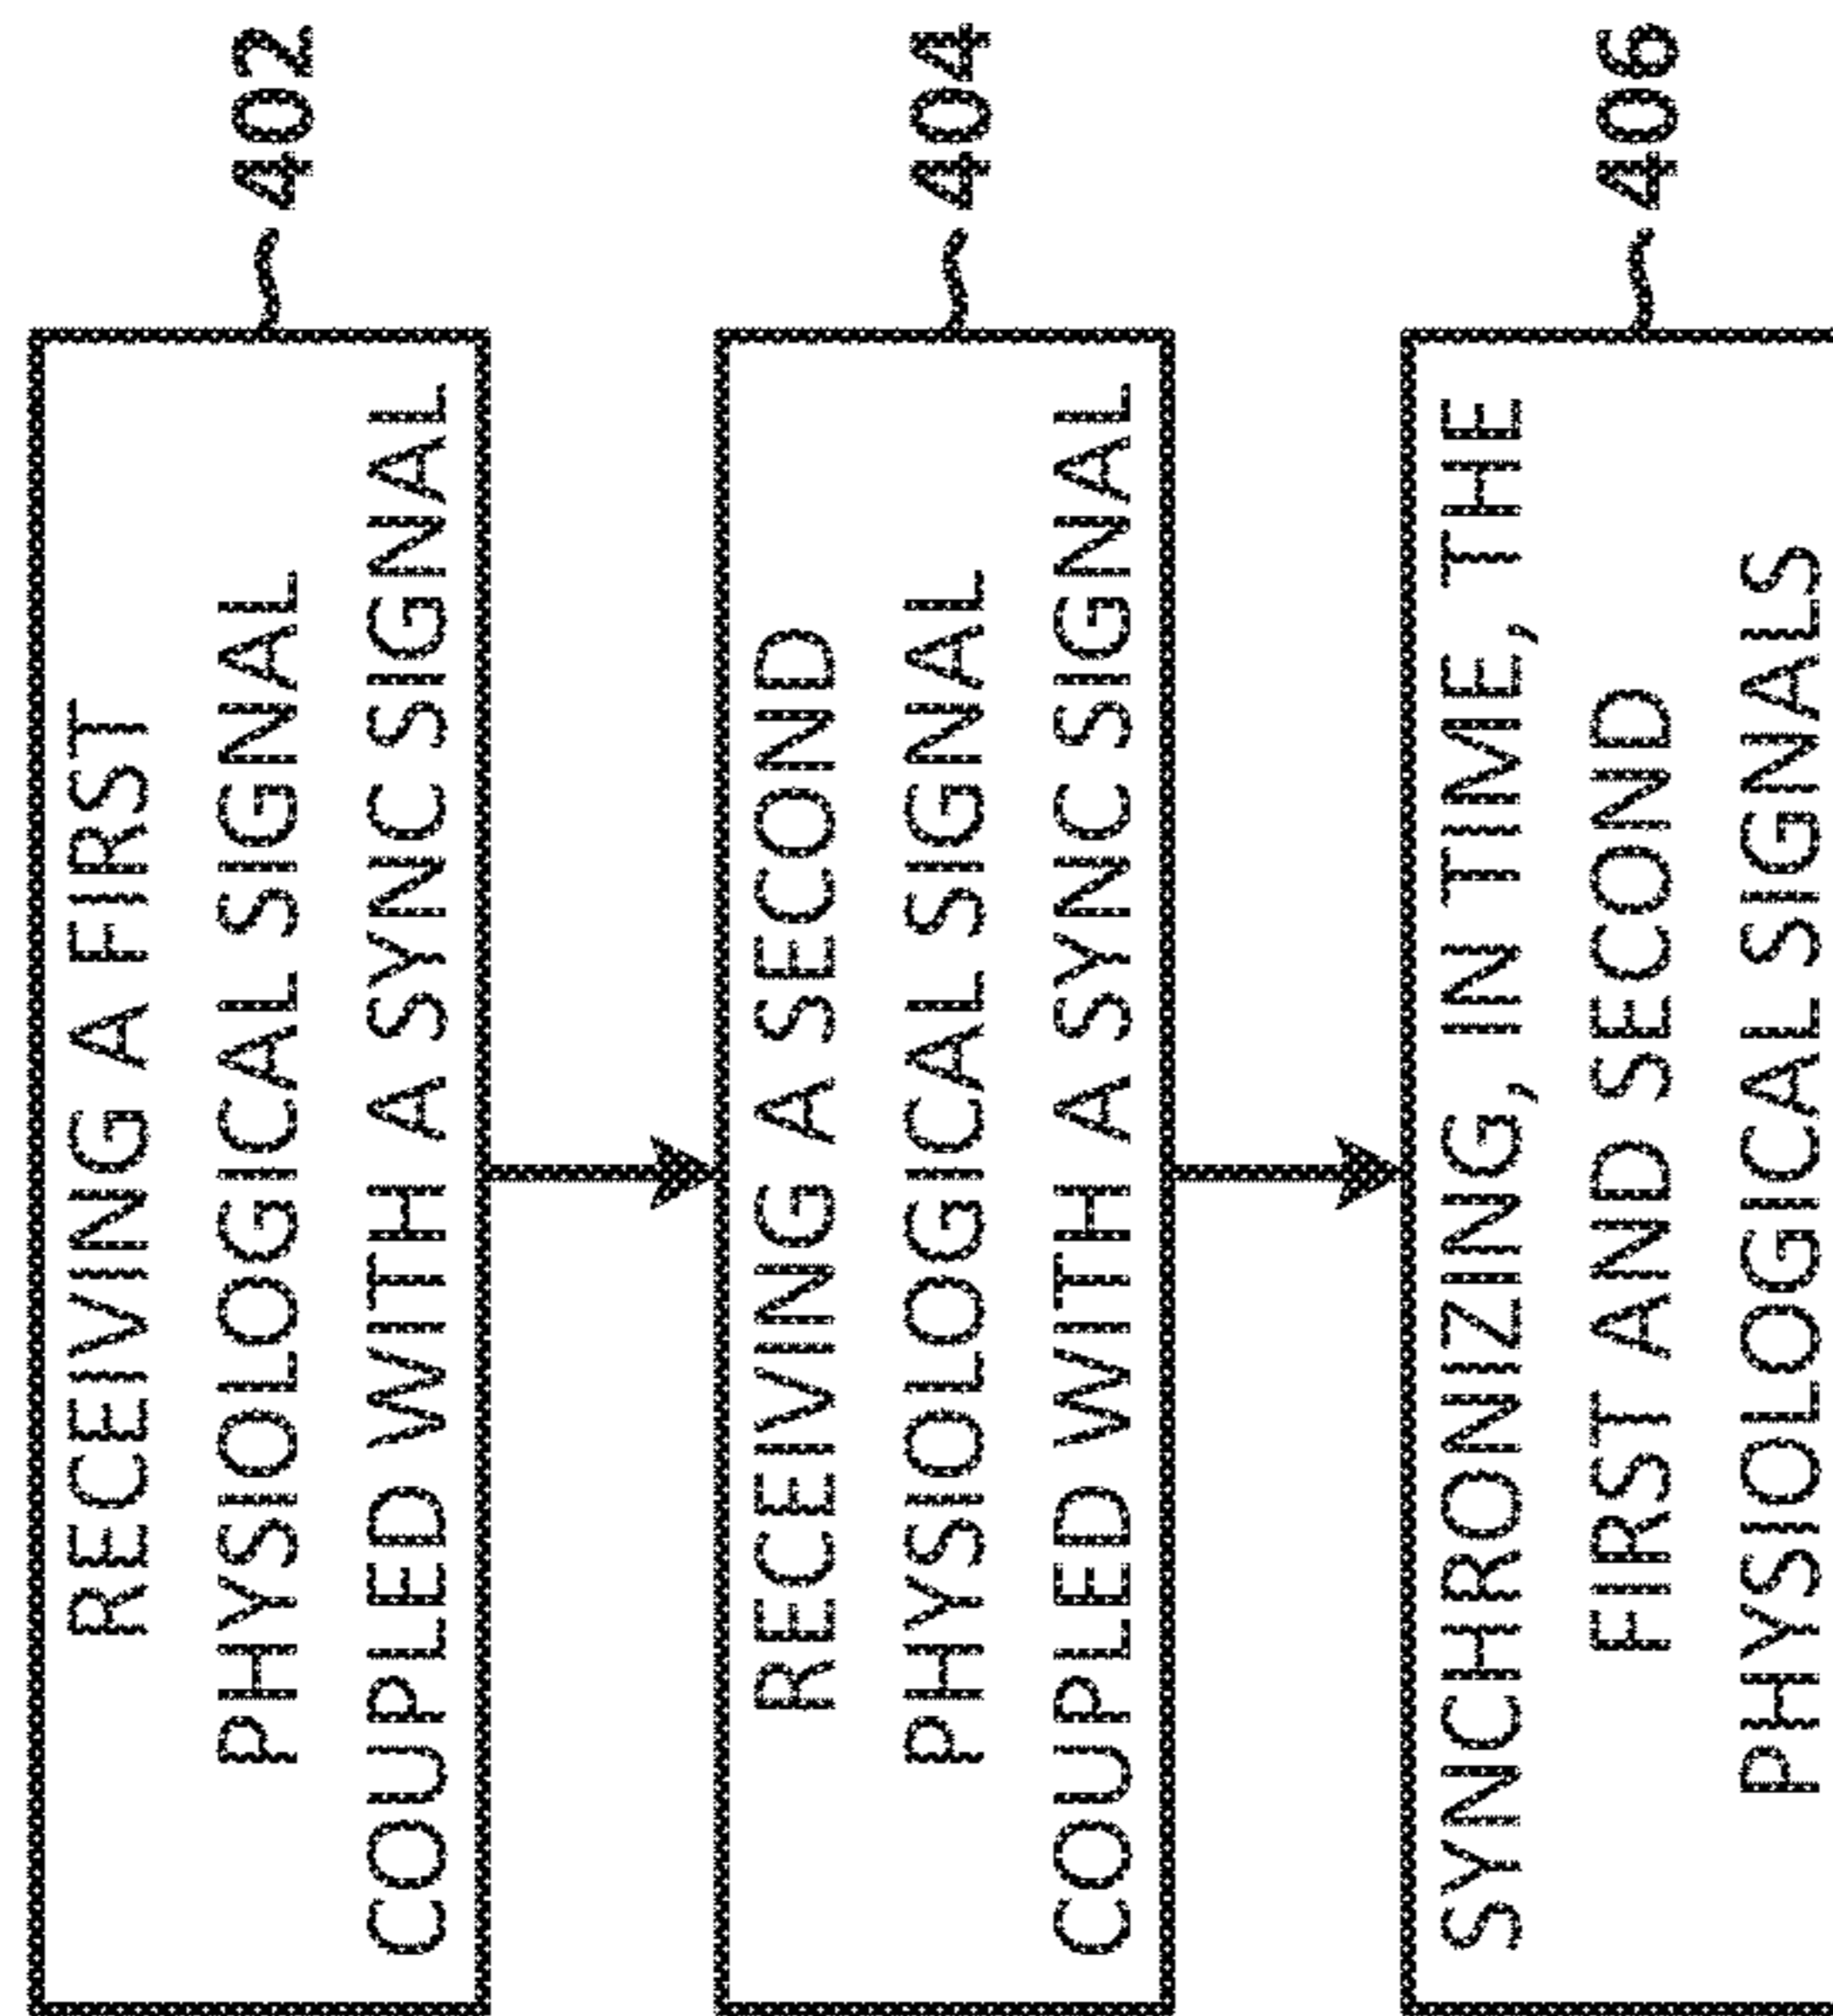 RECEIVING A FIRST
PHYSIOLOGICAL SIGNAL
COUPLED WITH A SYNC SIGNAL
402
RECEIVING A SECOND
PHYSIOLOGICAL SIGNAL
COUPLED WITH A SYNC SIGNAL
404
SYNCHRONIZING, IN TIME, THE
FIRST AND SECOND
PHYSIOLOGICAL SIGNALS
406